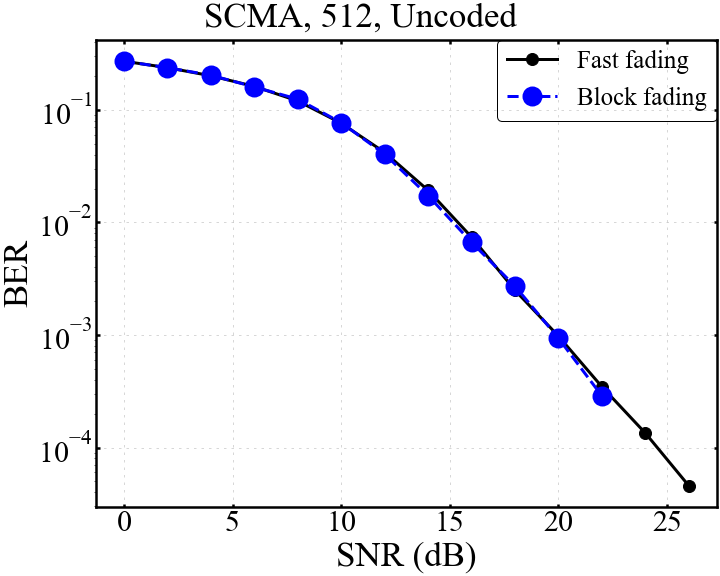 SCMA, 512, Uncoded
Fast fading
Block fading
10⁻¹
10⁻²
10⁻³
10⁻⁴
BER
0 5 10 15 20 25
SNR (dB)